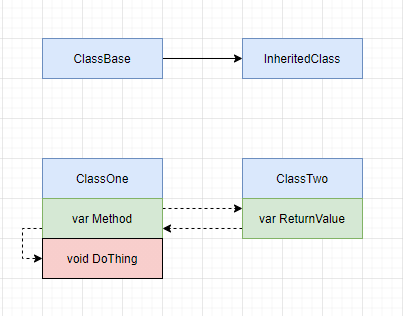 ClassBase
InheritedClass
ClassOne
ClassTwo
var Method
var ReturnValue
void DoThing